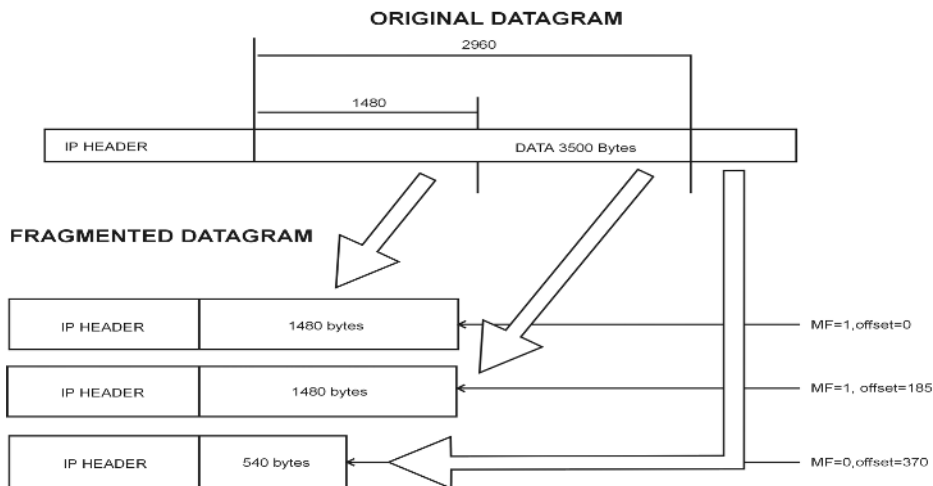 ORIGINAL DATAGRAM
2960
1480
IP HEADER
DATA 3500 Bytes
FRAGMENTED DATAGRAM
IP HEADER
1480 bytes
MF=1,offset=0
IP HEADER
1480 bytes
MF=1, offset=185
IP HEADER
540 bytes
MF=0,offset=370